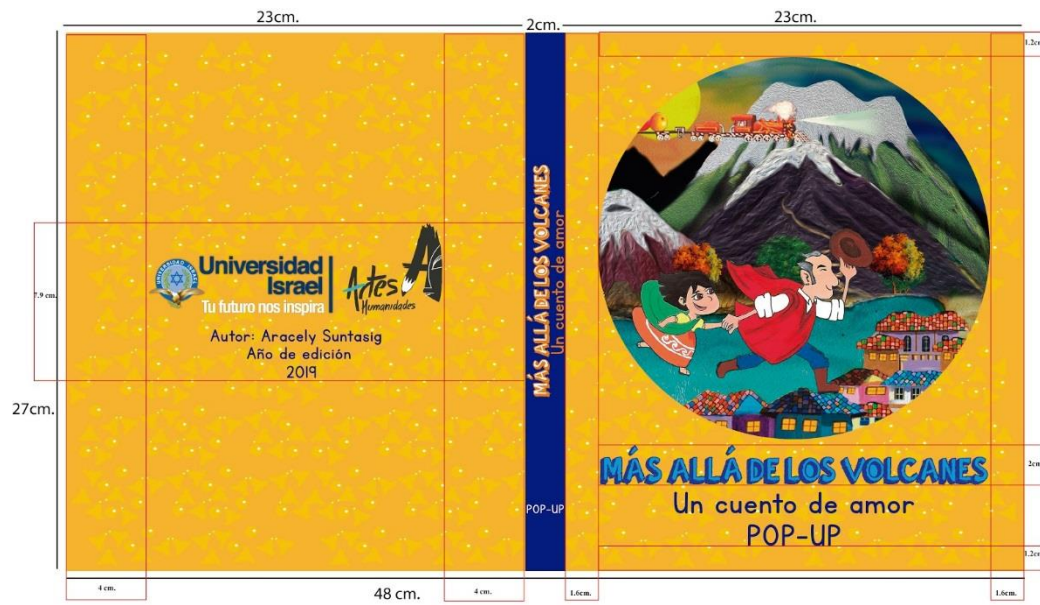 23cm.
2cm.
23cm.
1.2cm
7.9 cm.
27cm.
UNIVERSIDAD ISRAEL
Universidad
Israel
Tu futuro nos inspira
Artes
Humanidades
Autor: Aracely Suntasig
Año de edición
2019
MÁS ALLÁ DE LOS VOLCANES
Un cuento de amor
POP-UP
MÁS ALLÁ DE LOS VOLCANES
Un cuento de amor
POP-UP
2cm
1.2cm
4 cm.
48 cm.
4 cm.
1.6cm.
1.6cm.